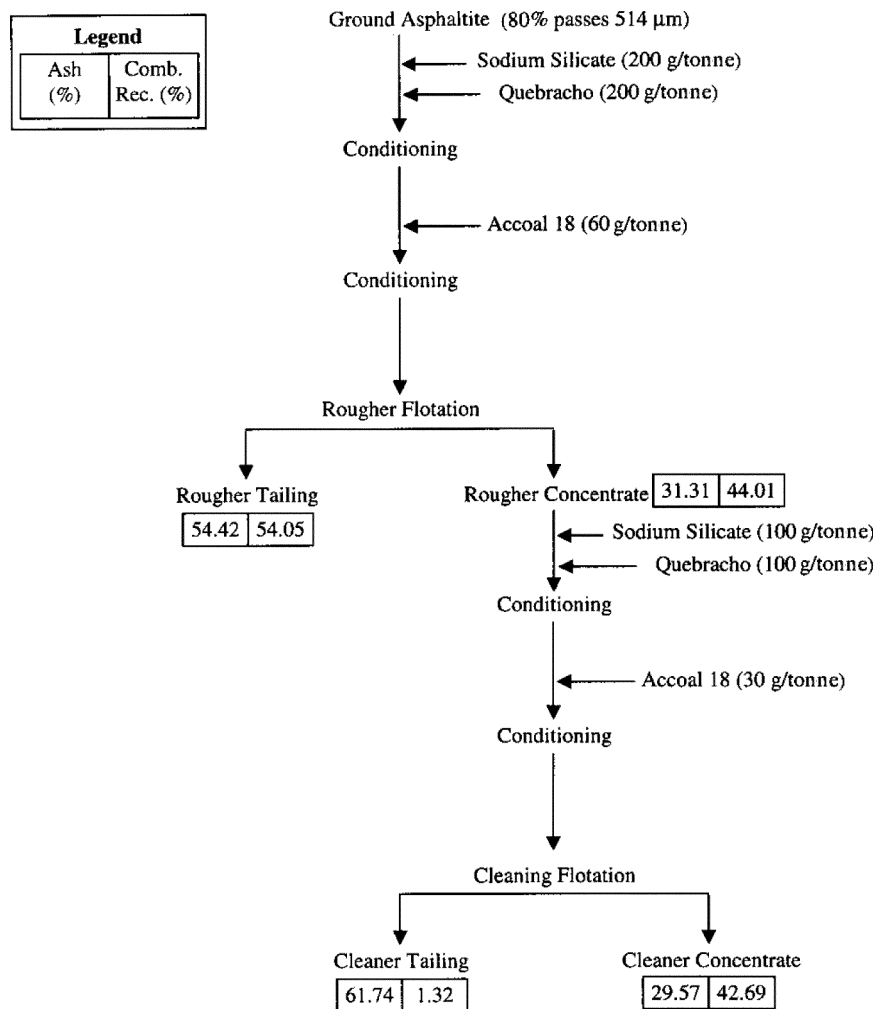 Legend
Ash (%)
Comb. Rec. (%)
Ground Asphaltite (80% passes 514 μm)
Sodium Silicate (200 g/tonne)
Quebracho (200 g/tonne)
Conditioning
Accoal 18 (60 g/tonne)
Conditioning
Rougher Flotation
Rougher Tailing
54.42 54.05
Rougher Concentrate 31.31 44.01
Sodium Silicate (100 g/tonne)
Quebracho (100 g/tonne)
Conditioning
Accoal 18 (30 g/tonne)
Conditioning
Cleaning Flotation
Cleaner Tailing
61.74 1.32
Cleaner Concentrate
29.57 42.69